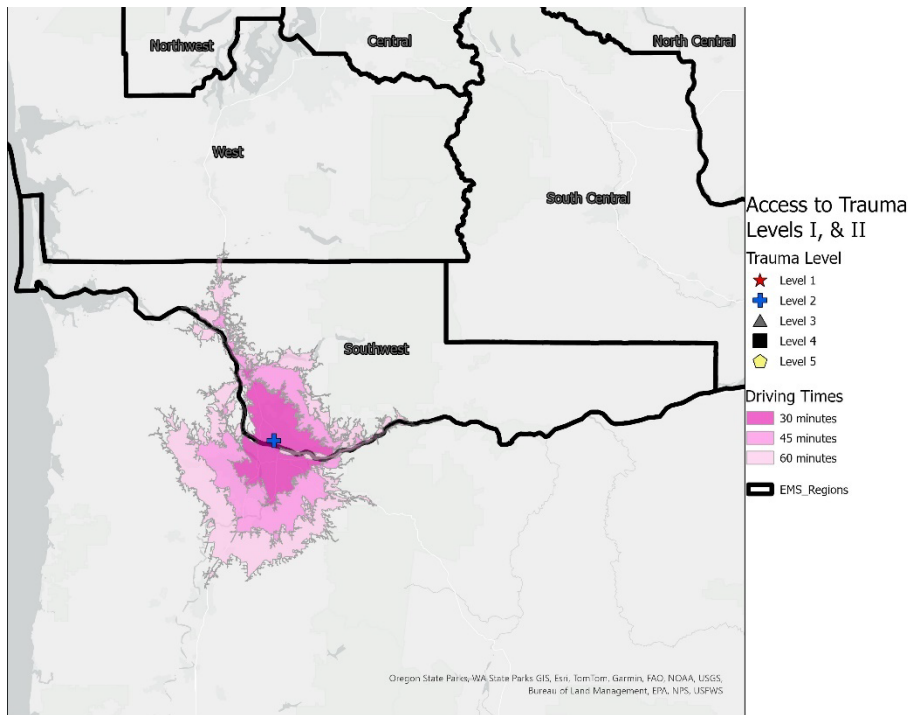 Northwest
Central
North Central
West
South Central
Southwest
Access to Trauma
Levels I, & II
Trauma Level
Level 1
Level 2
Level 3
Level 4
Level 5
Driving Times
30 minutes
45 minutes
60 minutes
EMS_Regions
Oregon State Parks, WA State Parks GIS, Esri, TomTom, Garmin, FAO, NOAA, USGS,
Bureau of Land Management, EPA, NPS, USFWS